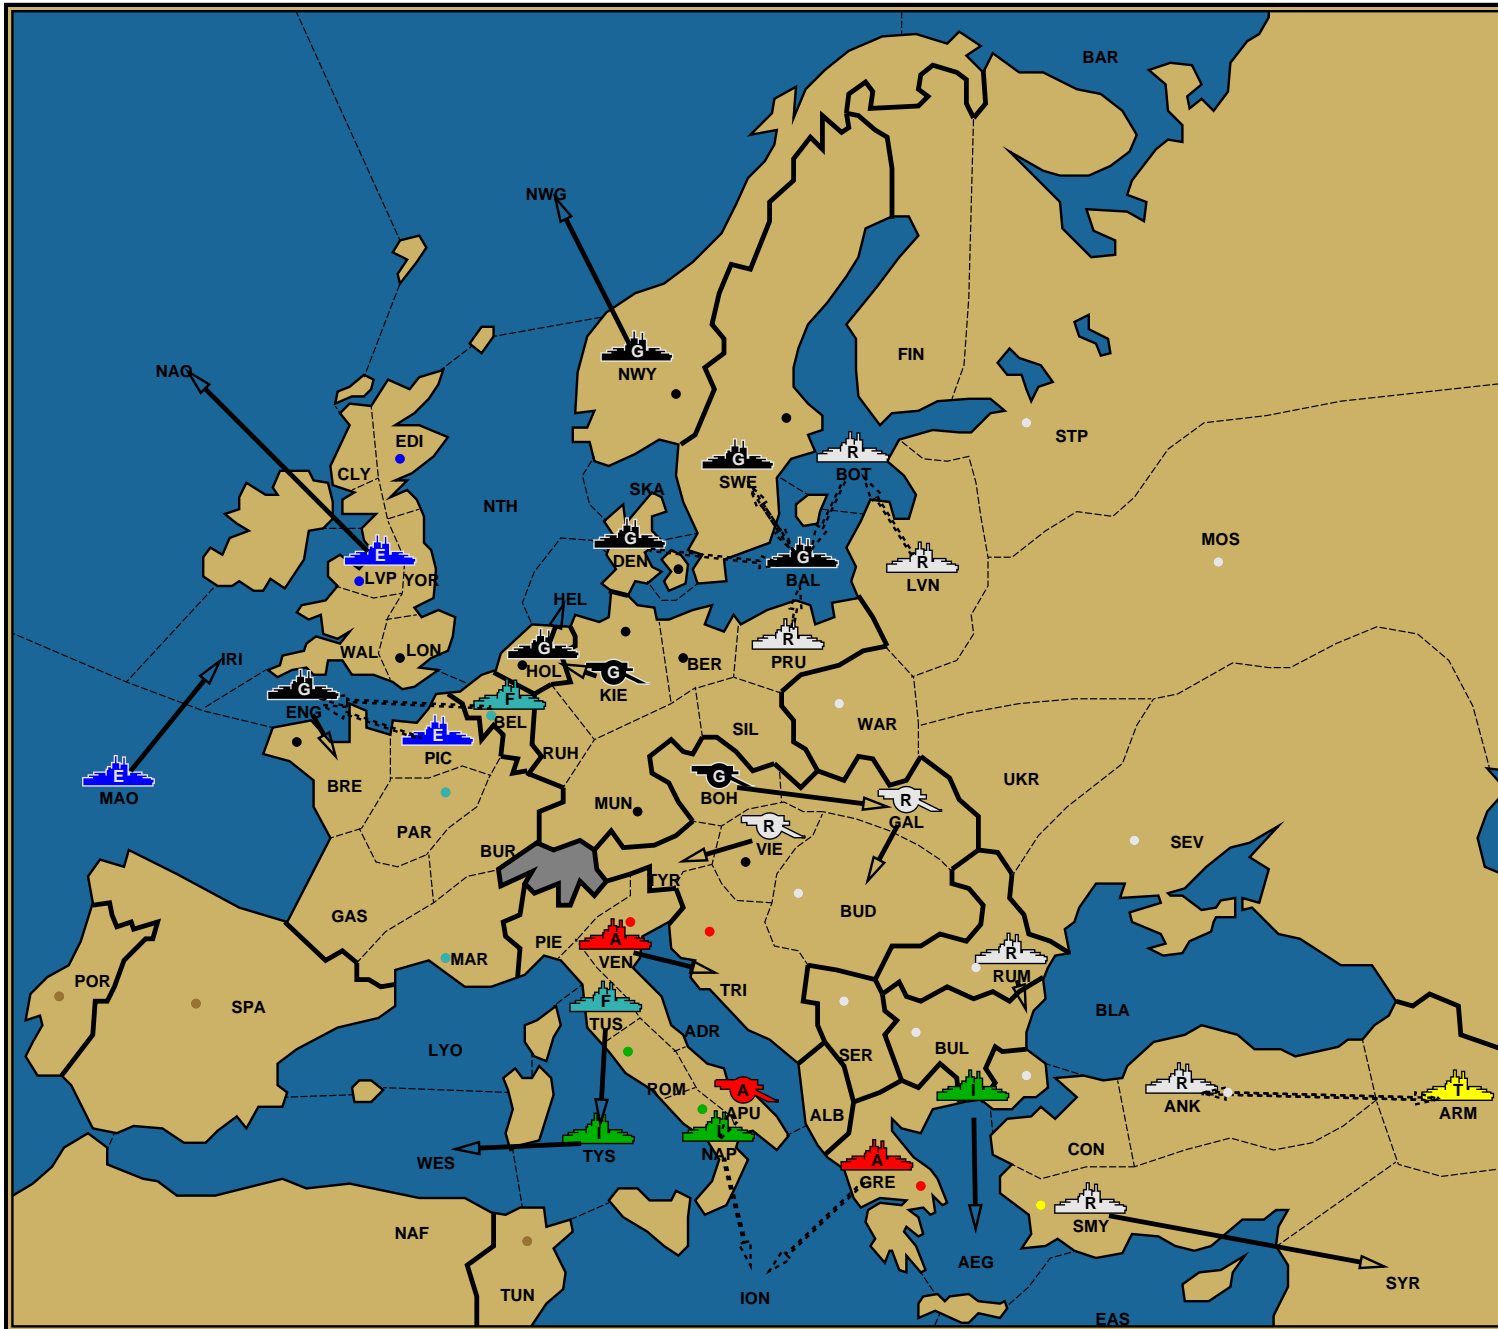 BAR
NWG
G
NWY
FIN
NAO
STP
EDI
CLY
G
SWE
R
BOT
SKA
NTH
G
DEN
G
BAL
MOS
E
LVP
YOR
R
LVN
HEL
R
PRU
WAL
LON
G
HOL
IRI
BER
G
KIE
G
ENG
F
BEL
WAR
E
PIC
SIL
RUH
E
MAO
G
BOH
UKR
BRE
MUN
R
GAL
PAR
R
VIE
SEV
BUR
TYR
GAS
BUD
A
VEN
PIE
MAR
R
RUM
POR
SPA
TRI
F
TUS
BLA
ADR
LYO
BUL
SER
ROM
A
APU
I
R
ANK
T
ARM
ALB
I
NAP
I
TYS
CON
WES
A
GRE
R
SMY
NAF
AEG
SYR
TUN
ION
EAS